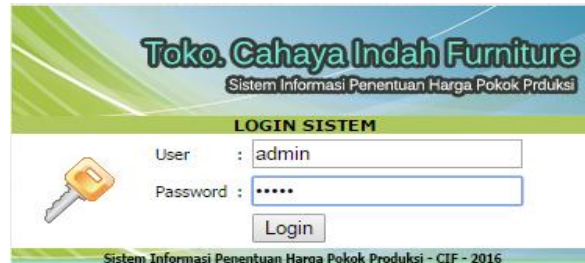 Toko. Cahaya Indah Furniture
Sistem Informasi Penentuan Harga Pokok Prduksi
LOGIN SISTEM
User : admin
Password : •••••
Login
Sistem Informasi Penentuan Harga Pokok Produksi - CIF - 2016